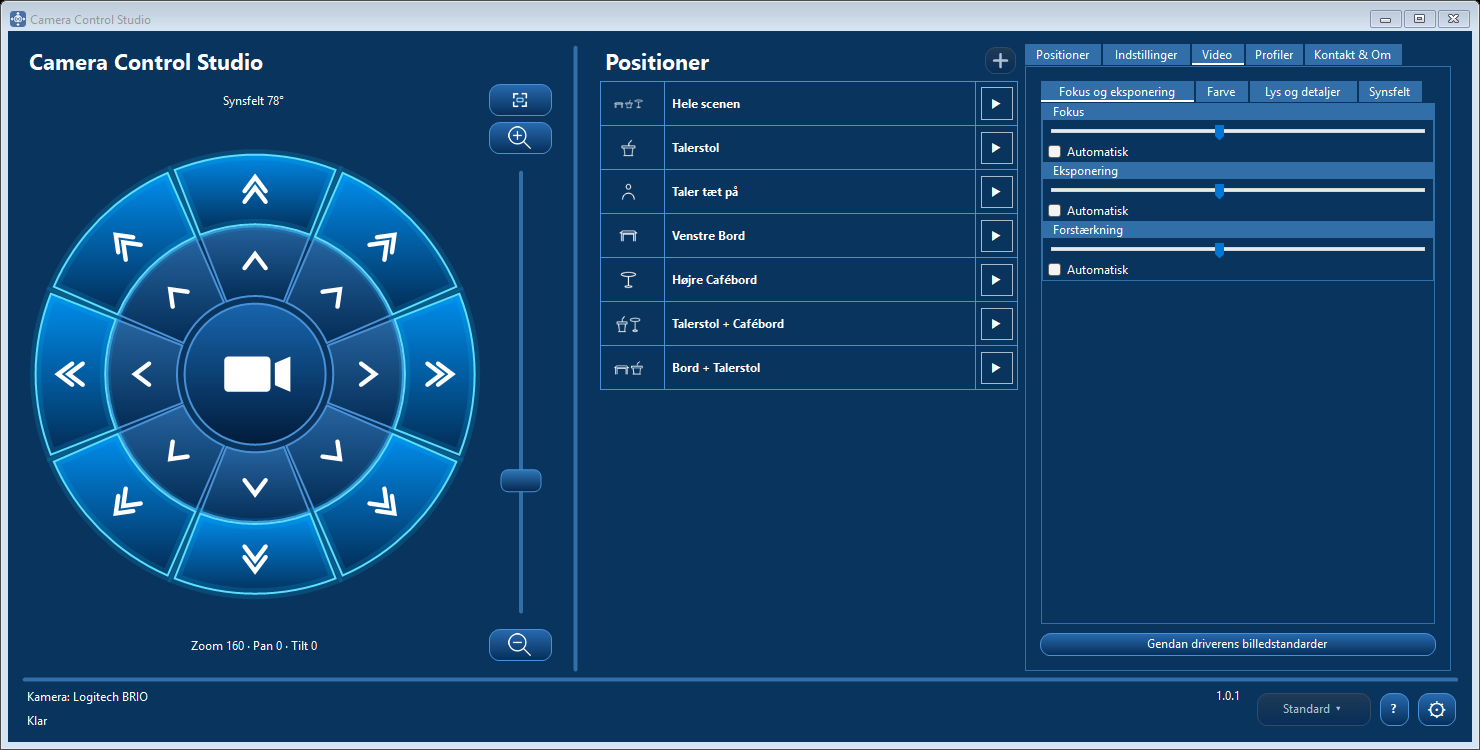 Camera Control Studio
Camera Control Studio
Synsfelt 78°
Zoom 160 · Pan 0 · Tilt 0
Positioner
Hele scenen
Talerstol
Taler tæt på
Venstre Bord
Højre Cafébord
Talerstol + Cafébord
Bord + Talerstol
Positioner Indstillinger Video Profiler Kontakt & Om
Fokus og eksponering Farve Lys og detaljer Synsfelt
Fokus
Automatisk
Eksponering
Automatisk
Forstærkning
Automatisk
Gendan driverens billedstandarder
Kamera: Logitech BRIO
Klar
1.0.1
Standard
?